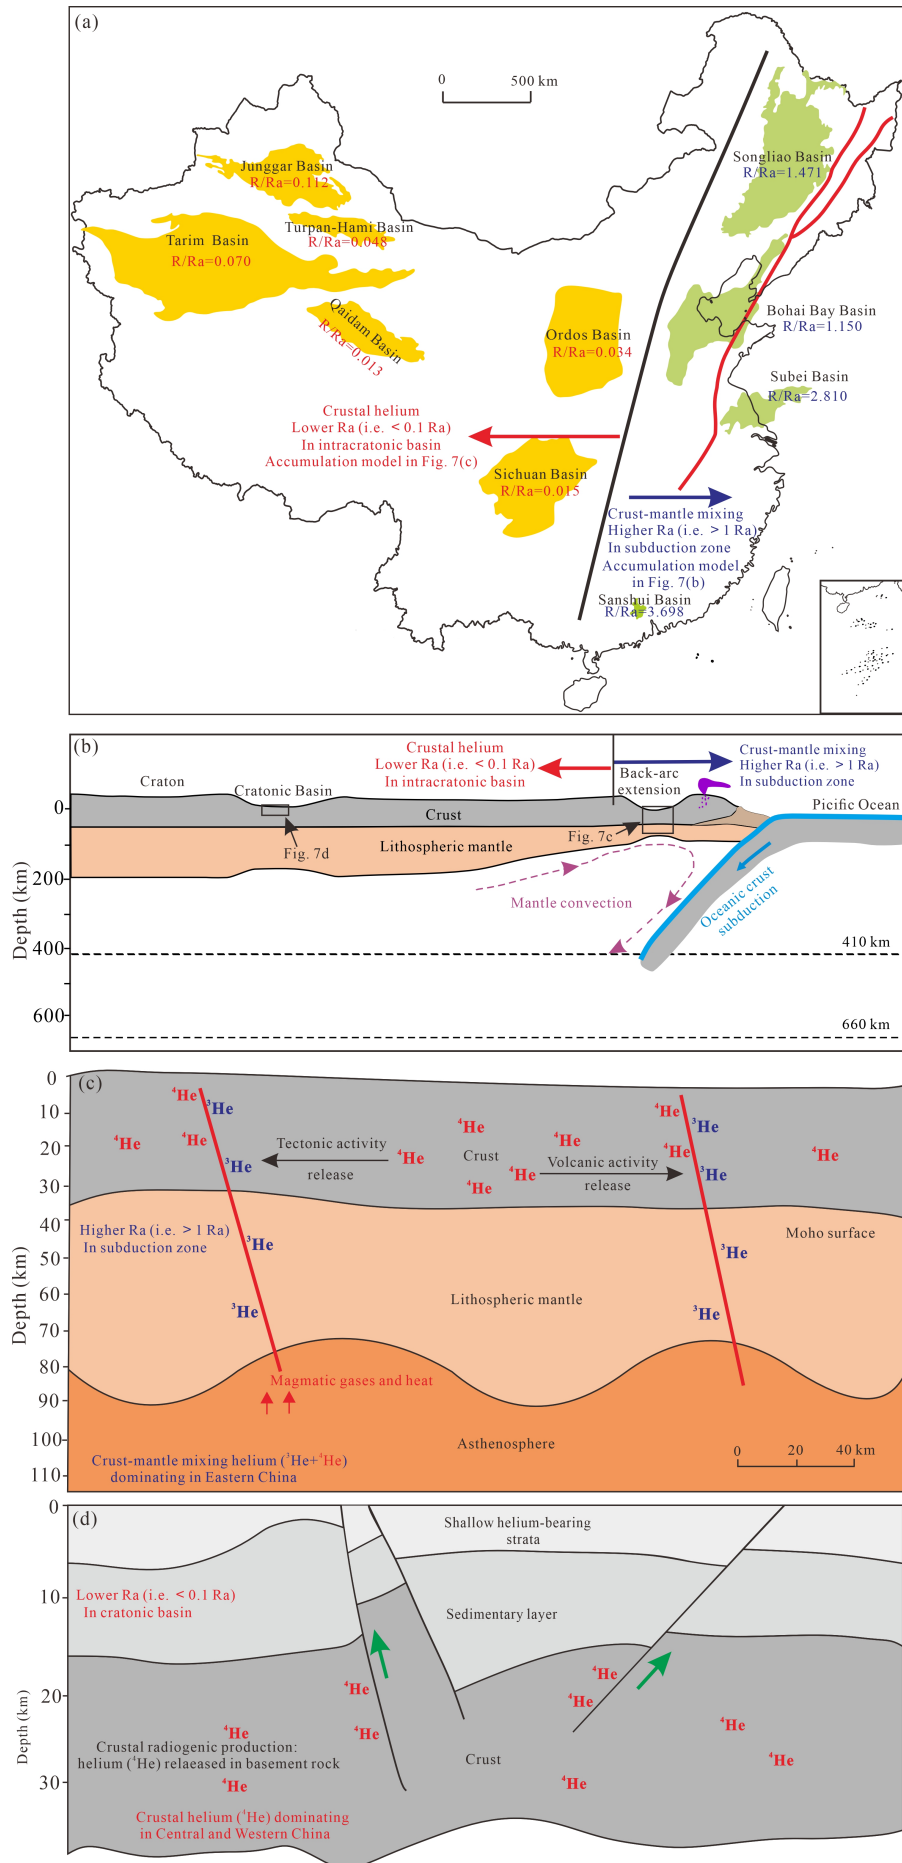 (a)
0 500 km
Junggar Basin
R/Ra=0.112
Songliao Basin
R/Ra=1.471
Turpan-Hami Basin
R/Ra=0.048
Tarim Basin
R/Ra=0.070
Qaidam Basin
R/Ra=0.013
Ordos Basin
R/Ra=0.034
Bohai Bay Basin
R/Ra=1.150
Subei Basin
R/Ra=2.810
Crustal helium
Lower Ra (i.e. < 0.1 Ra)
In intracratonic basin
Accumulation model in Fig. 7(c)
Sichuan Basin
R/Ra=0.015
Crust-mantle mixing
Higher Ra (i.e. > 1 Ra)
In subduction zone
Accumulation model
in Fig. 7(b)
Sanshui Basin
R/Ra=3.698
(b)
Crustal helium
Lower Ra (i.e. < 0.1 Ra)
In intracratonic basin
Crust-mantle mixing
Higher Ra (i.e. > 1 Ra)
In subduction zone
Craton
Cratonic Basin
Back-arc
extension
Picific Ocean
Crust
Fig. 7d
Fig. 7c
Lithospheric mantle
Mantle convection
Oceanic crust
subduction
410 km
660 km
Depth (km)
0
200
400
600
(c)
0
10
20
30
40
50
60
70
80
90
100
110
Depth (km)
⁴He
³He
⁴He
⁴He
³He
Tectonic activity
release
⁴He
⁴He
Crust
⁴He
⁴He
⁴He
Volcanic activity
release
⁴He
³He
⁴He
³He
⁴He
Higher Ra (i.e. > 1 Ra)
In subduction zone
³He
³He
Moho surface
³He
³He
Lithospheric mantle
Magmatic gases and heat
Asthenosphere
0 20 40 km
Crust-mantle mixing helium (³He+⁴He)
dominating in Eastern China
(d)
0
10
20
30
Depth (km)
Shallow helium-bearing
strata
Lower Ra (i.e. < 0.1 Ra)
In cratonic basin
Sedimentary layer
⁴He
⁴He
⁴He
⁴He
⁴He
⁴He
Crustal radiogenic production:
helium (⁴He) relaeased in basement rock
Crust
⁴He
⁴He
⁴He
Crustal helium (⁴He) dominating
in Central and Western China